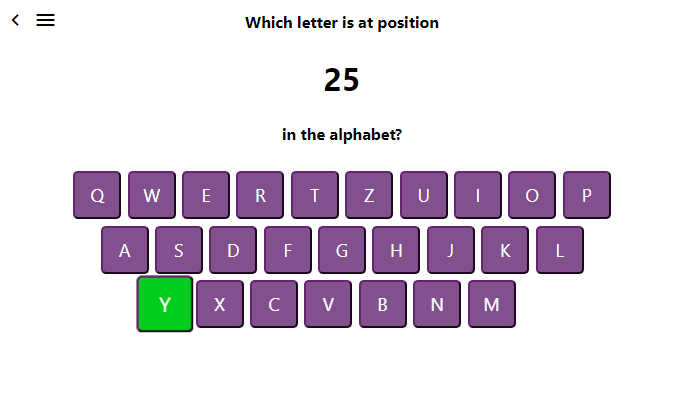 Which letter is at position
25
in the alphabet?
Q W E R T Z U I O P
A S D F G H J K L
Y X C V B N M